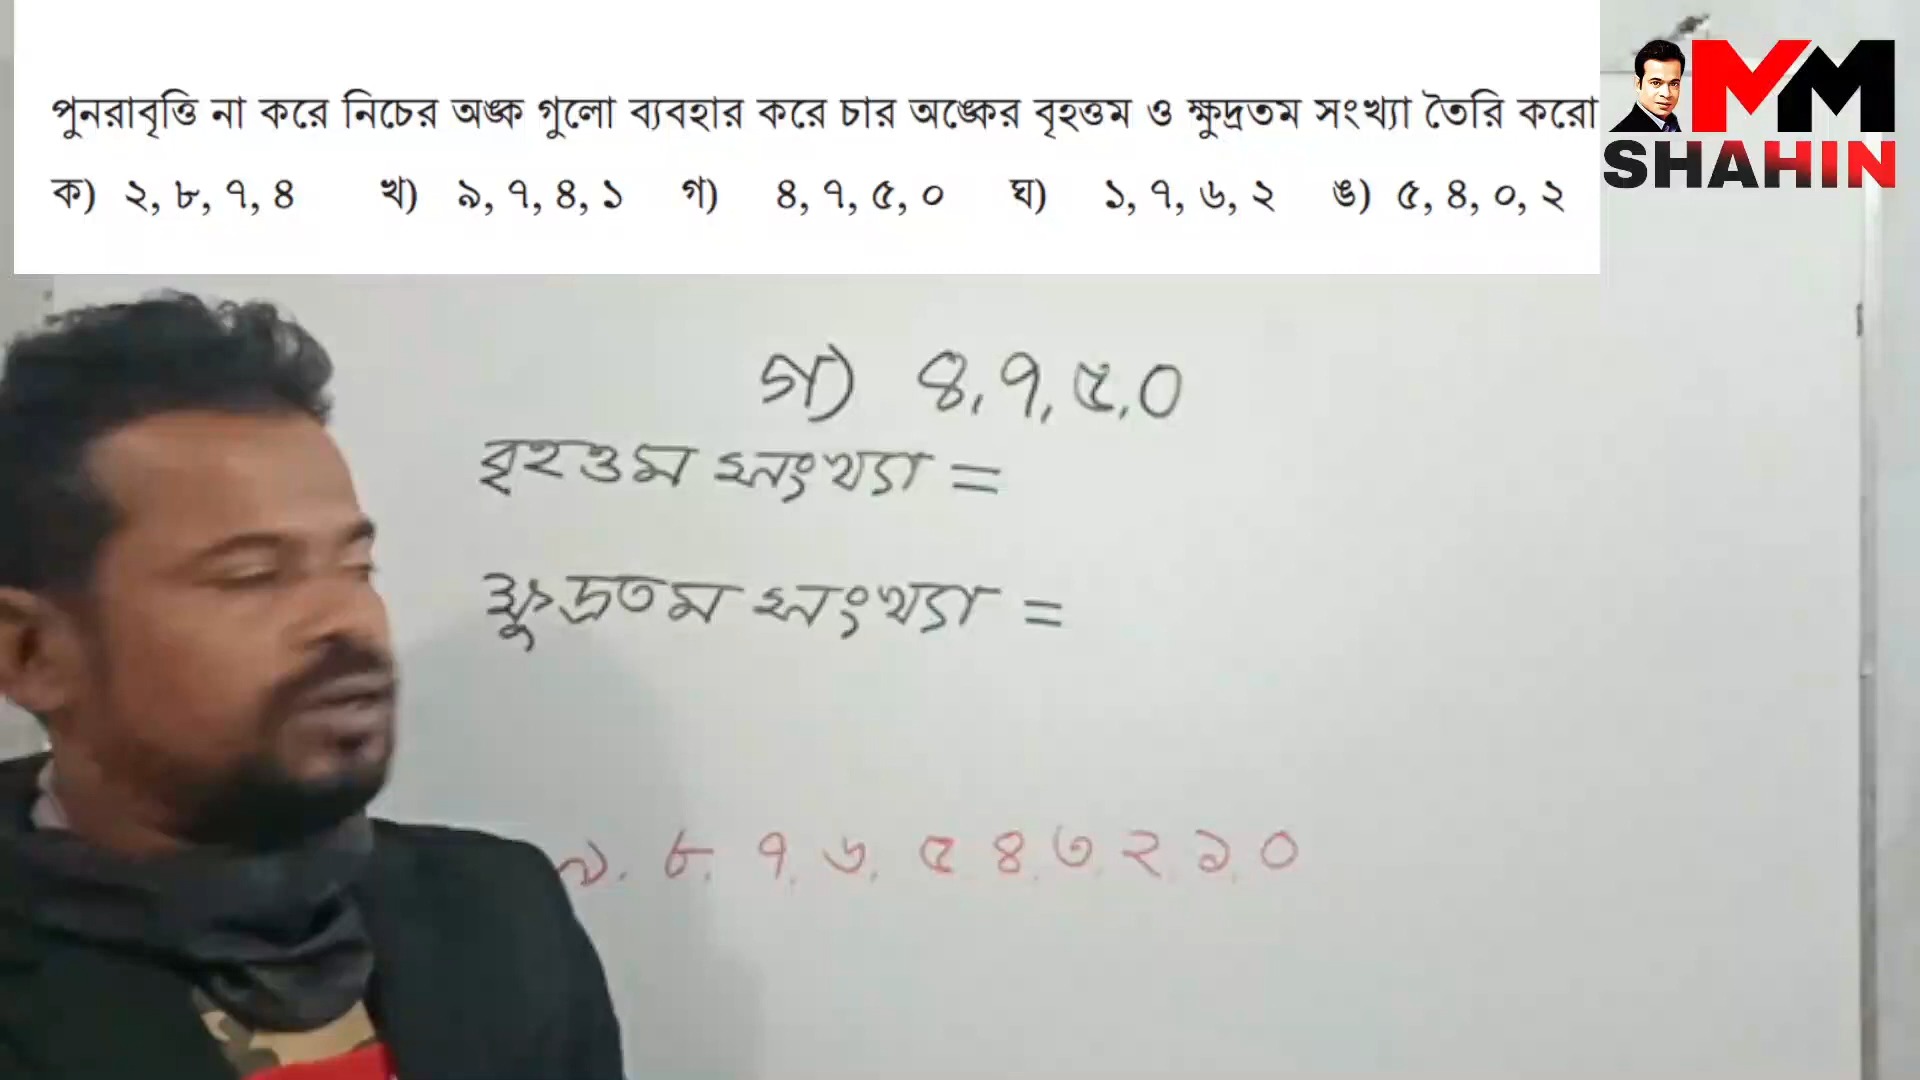 পুনরাবৃত্তি না করে নিচের অঙ্ক গুলো ব্যবহার করে চার অঙ্কের বৃহত্তম ও ক্ষুদ্রতম সংখ্যা তৈরি করো
ক) ২, ৮, ৭, ৪ খ) ৯, ৭, ৪, ১ গ) ৪, ৭, ৫, ০ ঘ) ১, ৭, ৬, ২ ঙ) ৫, ৪, ০, ২
MM
SHAHIN
গ) ৪, ৭, ৫, ০
বৃহত্তম সংখ্যা =
ক্ষুদ্রতম সংখ্যা =
৯. ৮. ৭. ৬. ৫ ৪. ৩. ২. ১. ০